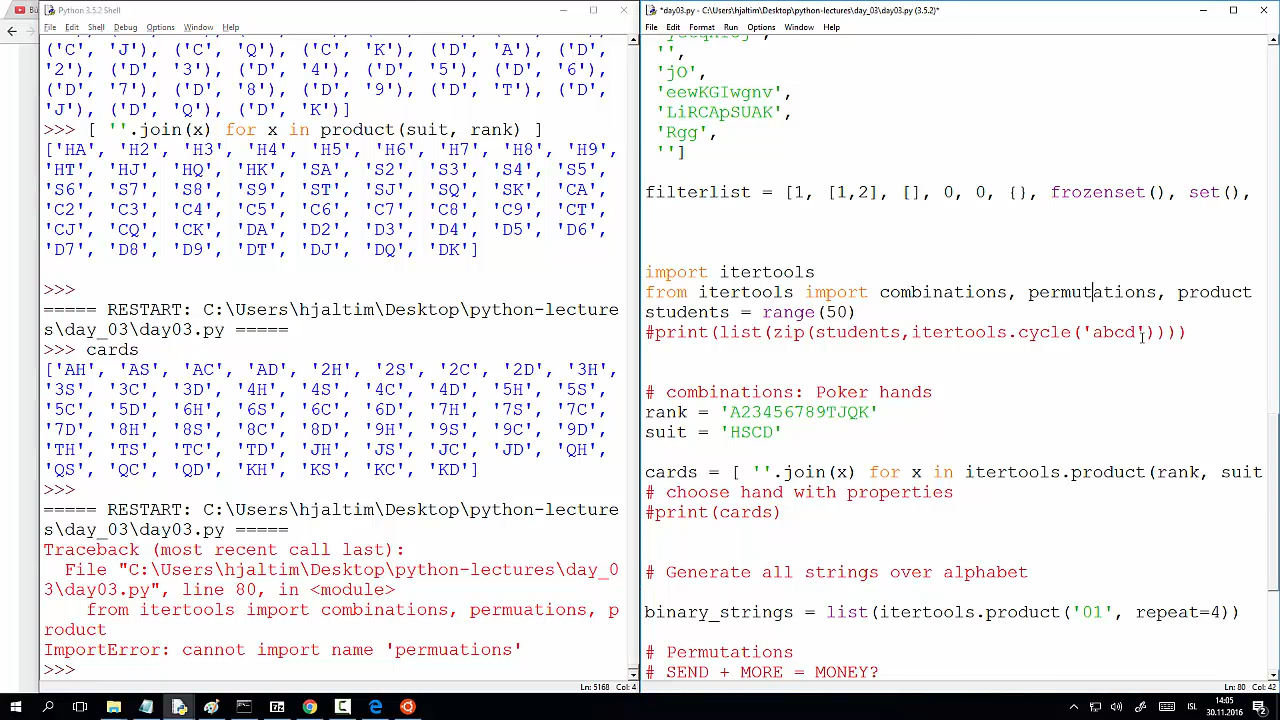 Bú
Python 3.5.2 Shell
File Edit Shell Debug Options Window Help
('C', 'J'), ('C', 'Q'), ('C', 'K'), ('D', 'A'), ('D',
'2'), ('D', '3'), ('D', '4'), ('D', '5'), ('D', '6'),
('D', '7'), ('D', '8'), ('D', '9'), ('D', 'T'), ('D',
'J'), ('D', 'Q'), ('D', 'K')]
>>> [ ''.join(x) for x in product(suit, rank) ]
['HA', 'H2', 'H3', 'H4', 'H5', 'H6', 'H7', 'H8', 'H9',
'HT', 'HJ', 'HQ', 'HK', 'SA', 'S2', 'S3', 'S4', 'S5',
'S6', 'S7', 'S8', 'S9', 'ST', 'SJ', 'SQ', 'SK', 'CA',
'C2', 'C3', 'C4', 'C5', 'C6', 'C7', 'C8', 'C9', 'CT',
'CJ', 'CQ', 'CK', 'DA', 'D2', 'D3', 'D4', 'D5', 'D6',
'D7', 'D8', 'D9', 'DT', 'DJ', 'DQ', 'DK']
>>>
===== RESTART: C:\Users\hjaltim\Desktop\python-lecture
s\day_03\day03.py =====
>>> cards
['AH', 'AS', 'AC', 'AD', '2H', '2S', '2C', '2D', '3H',
'3S', '3C', '3D', '4H', '4S', '4C', '4D', '5H', '5S',
'5C', '5D', '6H', '6S', '6C', '6D', '7H', '7S', '7C',
'7D', '8H', '8S', '8C', '8D', '9H', '9S', '9C', '9D',
'TH', 'TS', 'TC', 'TD', 'JH', 'JS', 'JC', 'JD', 'QH',
'QS', 'QC', 'QD', 'KH', 'KS', 'KC', 'KD']
>>>
===== RESTART: C:\Users\hjaltim\Desktop\python-lecture
s\day_03\day03.py =====
Traceback (most recent call last):
File "C:\Users\hjaltim\Desktop\python-lectures\day_0
3\day03.py", line 80, in <module>
from itertools import combinations, permuations, p
roduct
ImportError: cannot import name 'permuations'
>>>
Ln: 5168 Col: 4
*day03.py - C:\Users\hjaltim\Desktop\python-lectures\day_03\day03.py (3.5.2)*
File Edit Format Run Options Window Help
'',
'jO',
'eewKGIwgnv',
'LiRCApSUAK',
'Rgg',
'']
filterlist = [1, [1,2], [], 0, 0, {}, frozenset(), set(),
import itertools
from itertools import combinations, permutations, product
students = range(50)
#print(list(zip(students,itertools.cycle('abcd'))))
# combinations: Poker hands
rank = 'A23456789TJQK'
suit = 'HSCD'
cards = [ ''.join(x) for x in itertools.product(rank, suit
# choose hand with properties
#print(cards)
# Generate all strings over alphabet
binary_strings = list(itertools.product('01', repeat=4))
# Permutations
# SEND + MORE = MONEY?
Ln: 80 Col: 42
ÍSL
14:05
30.11.2016